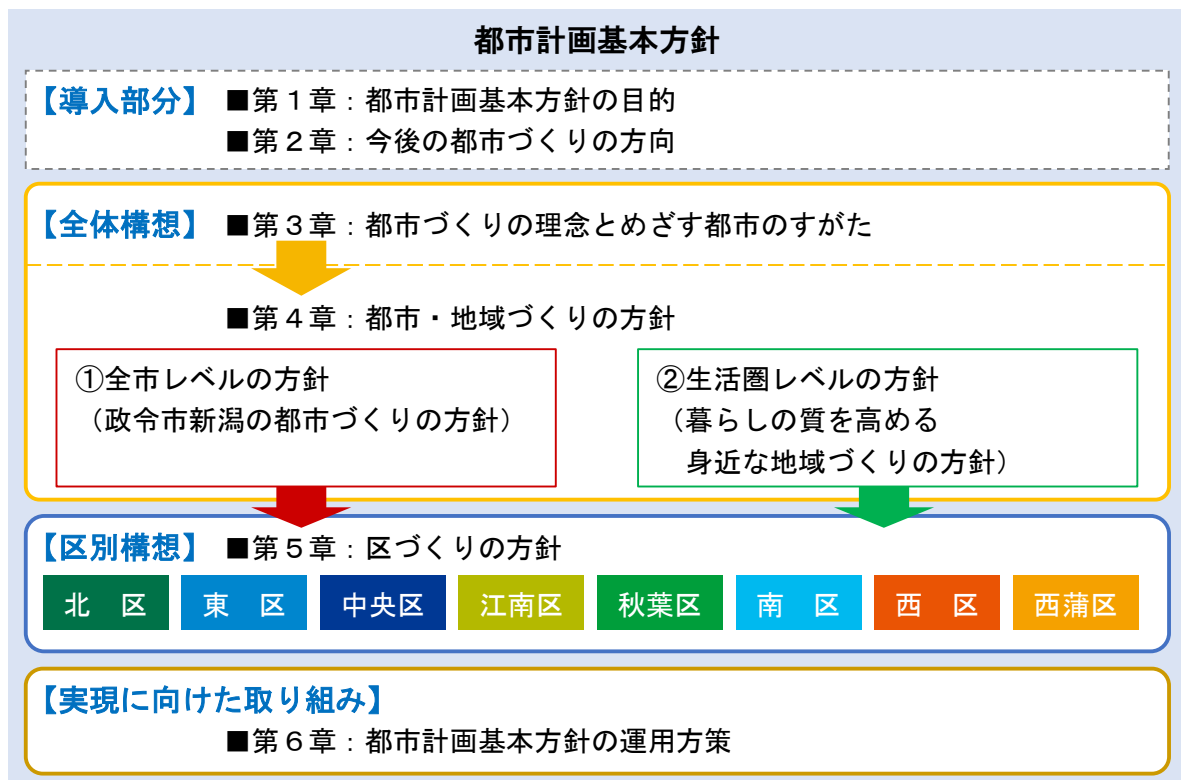 都市計画基本方針
【導入部分】 ■第１章：都市計画基本方針の目的
■第２章：今後の都市づくりの方向
【全体構想】 ■第３章：都市づくりの理念とめざす都市のすがた
■第４章：都市・地域づくりの方針
①全市レベルの方針
（政令市新潟の都市づくりの方針）
②生活圏レベルの方針
（暮らしの質を高める
身近な地域づくりの方針）
【区別構想】 ■第５章：区づくりの方針
北　区 東　区 中央区 江南区 秋葉区 南　区 西　区 西蒲区
【実現に向けた取り組み】
■第６章：都市計画基本方針の運用方策